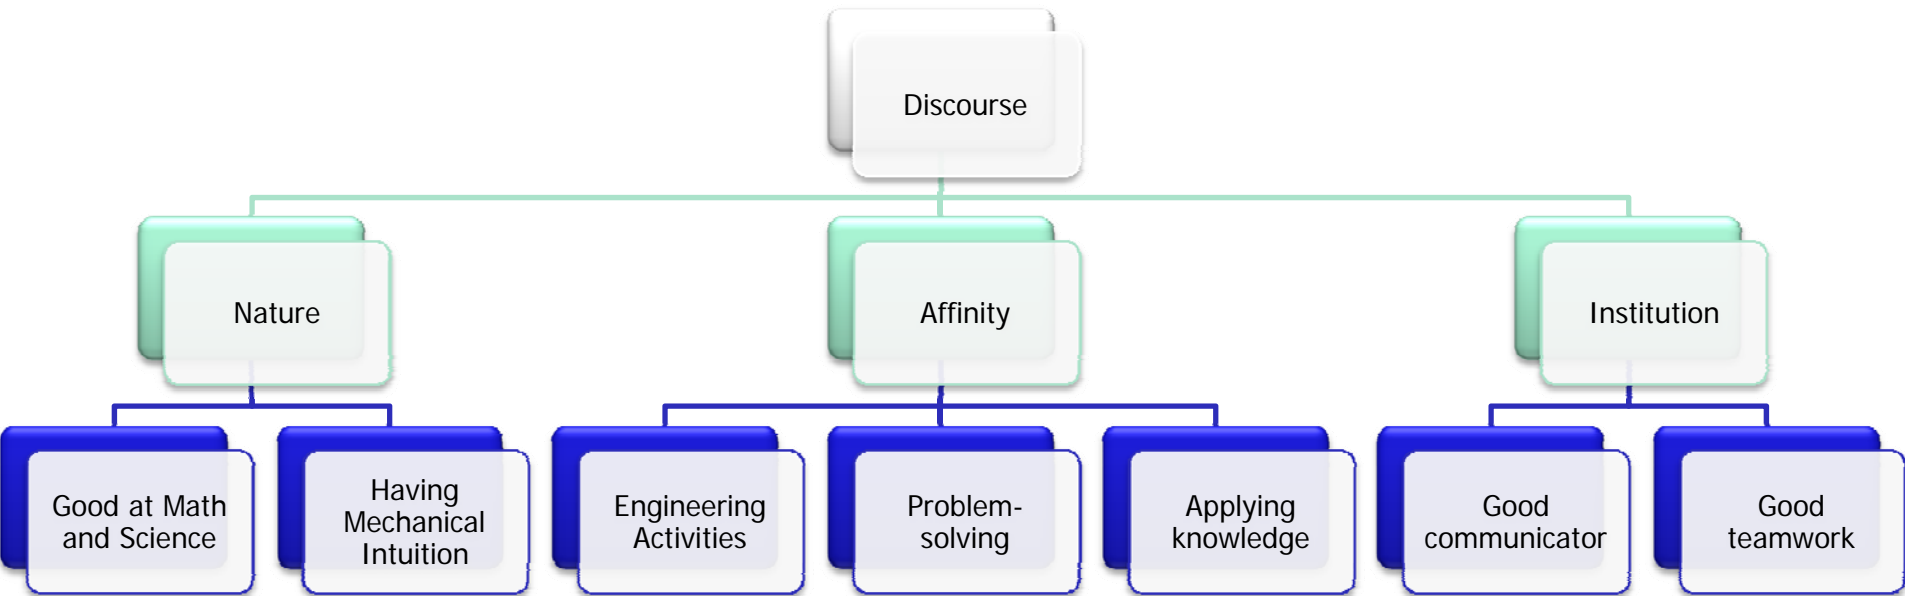 Discourse
Nature
Affinity
Institution
Good at Math
and Science
Having
Mechanical
Intuition
Engineering
Activities
Problem-
solving
Applying
knowledge
Good
communicator
Good
teamwork